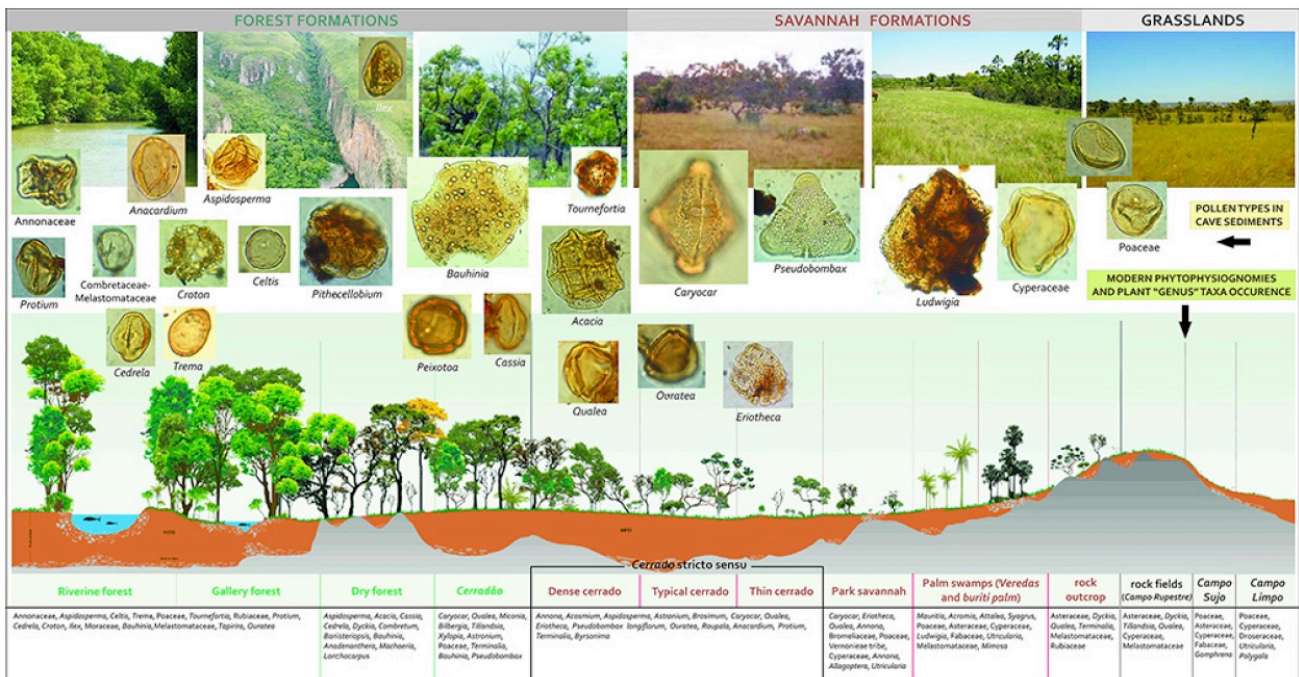 FOREST FORMATIONS
SAVANNAH FORMATIONS
GRASSLANDS
Ilex
Annonaceae
Anacardium
Aspidosperma
Tournefortia
Protium
Combretaceae-
Melastomataceae
Croton
Celtis
Pithecellobium
Bauhinia
Acacia
Caryocar
Pseudobombax
Ludwigia
Cyperaceae
Poaceae
POLLEN TYPES IN
CAVE SEDIMENTS
MODERN PHYTOPHYSIOGNOMIES
AND PLANT "GENUS" TAXA OCCURENCE
Cedrela
Trema
Peixotoa
Cassia
Qualea
Ouratea
Eriotheca
Cerrado stricto sensu
Riverine forest
Gallery forest
Dry forest
Cerradão
Dense cerrado
Typical cerrado
Thin cerrado
Park savannah
Palm swamps (Veredas
and buriti palm)
rock
outcrop
rock fields
(Campo Rupestre)
Campo
Sujo
Campo
Limpo
Annonaceae, Aspidosperma, Celtis, Trema, Poaceae, Tournefortia, Rubiaceae, Protium,
Cedrela, Croton, Ilex, Moraceae, Bauhinia,Melastomataceae, Tapirira, Ouratea
Aspidosperma, Acacia, Cassia,
Cedrela, Dyckia, Combretum,
Banisteriopsis, Bauhinia,
Anadenanthera, Machaeria,
Lonchocarpus
Caryocar, Qualea, Miconia,
Bilbergia, Tillandsia,
Xylopia, Astronium,
Poaceae, Terminalia,
Bauhinia, Pseudobombax
Annona, Acosmium, Aspidosperma, Astanium, Brosimum, Caryocar, Qualea,
Eriotheca, Pseudobombax longiflorum, Ouratea, Roupala, Anacardium, Protium,
Terminalia, Byrsonima
Caryocar, Eriotheca,
Qualea, Annona,
Bromeliaceae, Poaceae,
Vernonieae tribe,
Cyperaceae, Annona,
Allagoptera, Utricularia
Mauritia, Acromis, Attalea, Syagrus,
Poaceae, Asteraceae, Cyperaceae,
Ludwigia, Fabaceae, Utricularia,
Melastomataceae, Mimosa
Asteraceae, Dyckia,
Qualea, Terminalia,
Melastomataceae,
Rubiaceae
Asteraceae, Dyckia,
Tillandsia, Qualea,
Cyperaceae,
Melastomataceae
Poaceae,
Asteraceae,
Cyperaceae,
Fabaceae,
Gomphrena
Poaceae,
Cyperaceae,
Droseraceae,
Utricularia,
Polygala